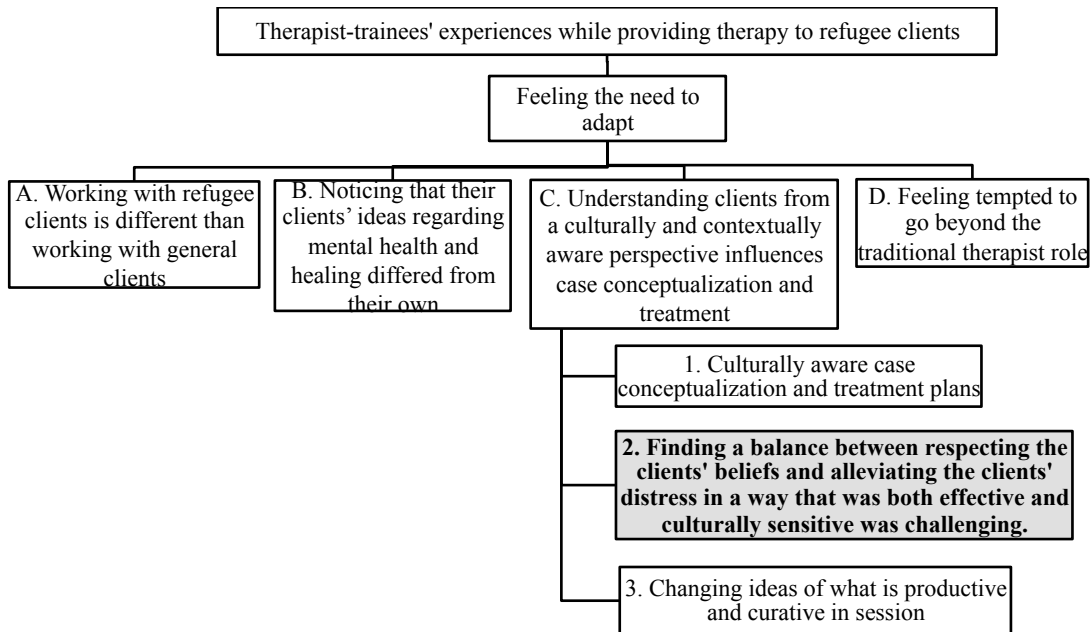 Therapist-trainees' experiences while providing therapy to refugee clients
Feeling the need to
adapt
A. Working with refugee
clients is different than
working with general
clients
B. Noticing that their
clients’ ideas regarding
mental health and
healing differed from
their own
C. Understanding clients from
a culturally and contextually
aware perspective influences
case conceptualization and
treatment
D. Feeling tempted to
go beyond the
traditional therapist role
1. Culturally aware case
conceptualization and treatment plans
2. Finding a balance between respecting the
clients' beliefs and alleviating the clients'
distress in a way that was both effective and
culturally sensitive was challenging.
3. Changing ideas of what is productive
and curative in session